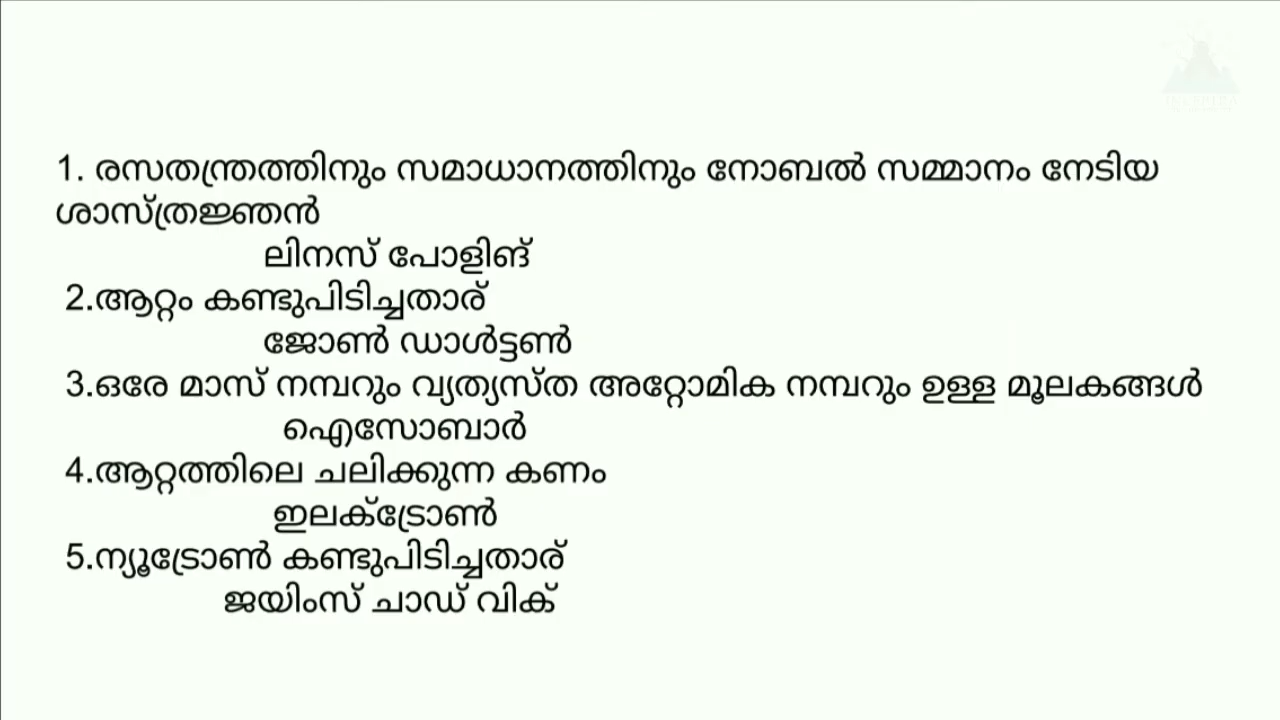 1. രസതന്ത്രത്തിനും സമാധാനത്തിനും നോബൽ സമ്മാനം നേടിയ
ശാസ്ത്രജ്ഞൻ
ലിനസ് പോളിങ്
2.ആറ്റം കണ്ടുപിടിച്ചതാര്
ജോൺ ഡാൾട്ടൺ
3.ഒരേ മാസ് നമ്പറും വ്യത്യസ്ത അറ്റോമിക നമ്പറും ഉള്ള മൂലകങ്ങൾ
ഐസോബാർ
4.ആറ്റത്തിലെ ചലിക്കുന്ന കണം
ഇലക്ട്രോൺ
5.ന്യൂട്രോൺ കണ്ടുപിടിച്ചതാര്
ജയിംസ് ചാഡ് വിക്